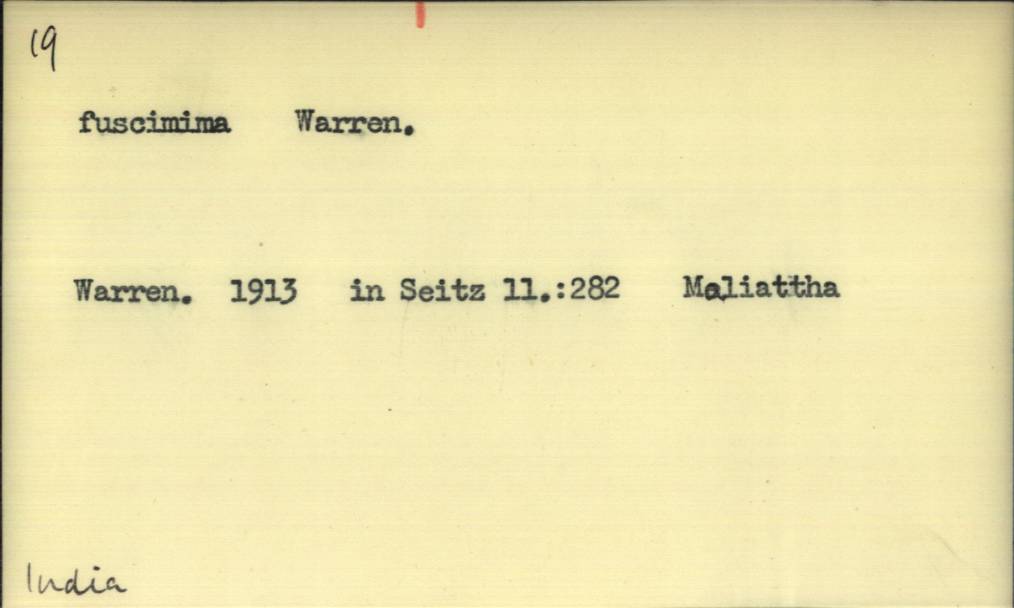 19
fuscimima Warren.
Warren. 1913 in Seitz 11.:282 Maliattha
India